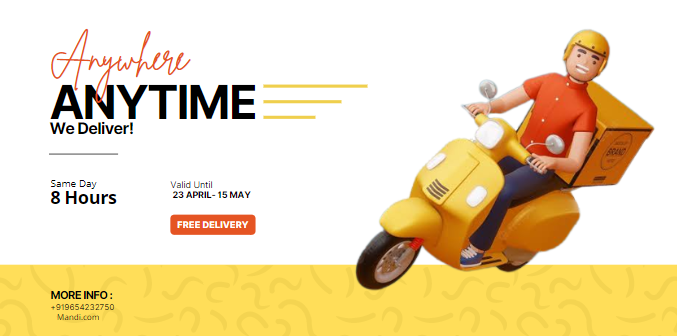 Anywhere
ANYTIME
We Deliver!
Same Day
8 Hours
Valid Until
23 APRIL- 15 MAY
FREE DELIVERY
BRAND
MORE INFO :
+919654232750
Mandi.com